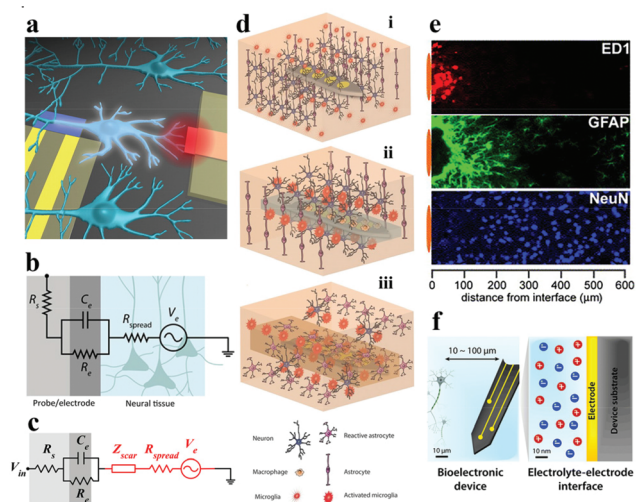 a
b
R_s
C_e
R_e
R_spread
V_e
Probe/electrode
Neural tissue
c
V_in
R_s
C_e
R_e
Z_scar
R_spread
V_e
d
i
ii
iii
Neuron
Reactive astrocyte
Macrophage
Astrocyte
Microglia
Activated microglia
e
ED1
GFAP
NeuN
0 100 200 300 400 500 600
distance from interface (μm)
f
10 ~ 100 μm
10 μm
Bioelectronic
device
10 nm
Electrode
Device substrate
Electrolyte-electrode
interface